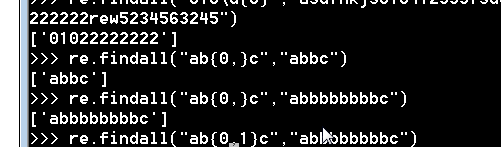 >>> 
222222rew5234563245")
['01022222222']
>>> re.findall("ab{0,}c","abbc")
['abbc']
>>> re.findall("ab{0,}c","abbbbbbbbc")
['abbbbbbbbc']
>>> re.findall("ab{0,1}c","abbbbbbbbc")